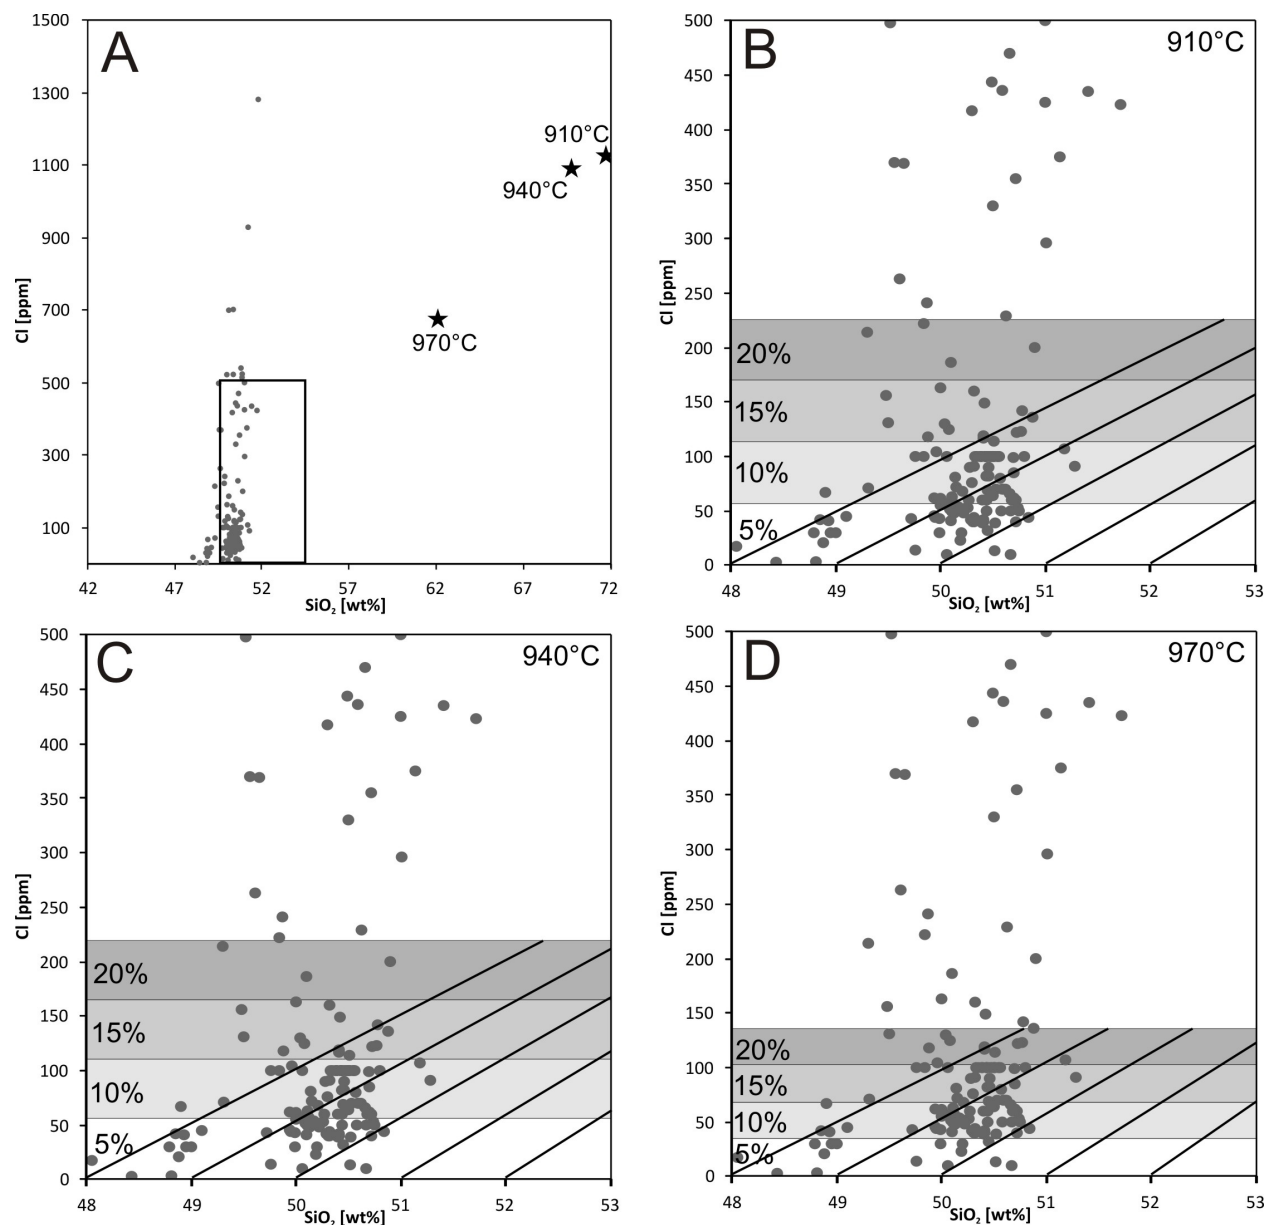 A
1500
1300
1100
900
700
500
300
100
Cl [ppm]
910°C
940°C
970°C
42 47 52 57 62 67 72
SiO₂ [wt%]
B
910°C
500
450
400
350
300
250
200
150
100
50
0
Cl [ppm]
20%
15%
10%
5%
48 49 50 51 52 53
SiO₂ [wt%]
C
940°C
500
450
400
350
300
250
200
150
100
50
0
Cl [ppm]
20%
15%
10%
5%
48 49 50 51 52 53
SiO₂ [wt%]
D
970°C
500
450
400
350
300
250
200
150
100
50
0
Cl [ppm]
20%
15%
10%
5%
48 49 50 51 52 53
SiO₂ [wt%]